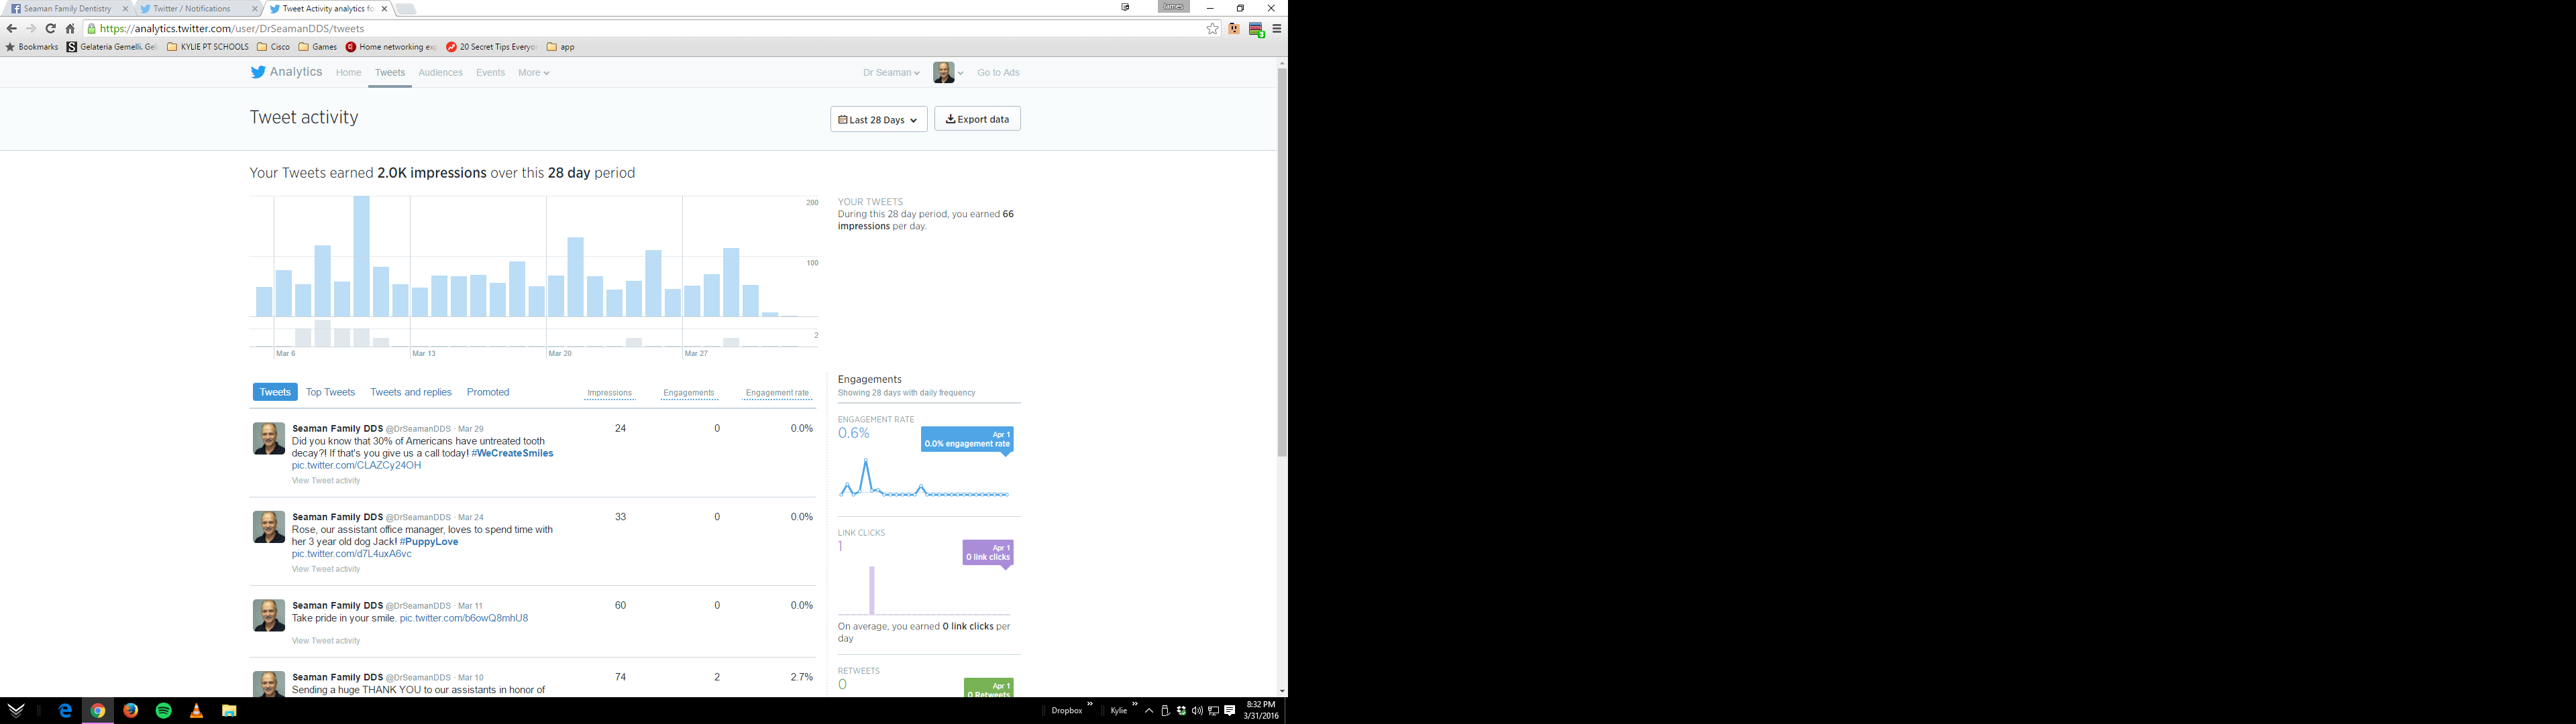 Seaman Family Dentistry
Twitter / Notifications
Tweet Activity analytics fo
James
https://analytics.twitter.com/user/DrSeamanDDS/tweets
Bookmarks
Gelateria Gemelli. Gel
KYLIE PT SCHOOLS
Cisco
Games
Home networking exp
20 Secret Tips Everyon
app
Analytics
Home
Tweets
Audiences
Events
More
Dr Seaman
Go to Ads
Tweet activity
Last 28 Days
Export data
Your Tweets earned 2.0K impressions over this 28 day period
200
100
2
Mar 6
Mar 13
Mar 20
Mar 27
YOUR TWEETS
During this 28 day period, you earned 66
impressions per day.
Tweets
Top Tweets
Tweets and replies
Promoted
Impressions
Engagements
Engagement rate
Seaman Family DDS @DrSeamanDDS · Mar 29
Did you know that 30% of Americans have untreated tooth
decay?! If that's you give us a call today! #WeCreateSmiles
pic.twitter.com/CLAZCy24OH
View Tweet activity
24
0
0.0%
Seaman Family DDS @DrSeamanDDS · Mar 24
Rose, our assistant office manager, loves to spend time with
her 3 year old dog Jack! #PuppyLove
pic.twitter.com/d7L4uxA6vc
View Tweet activity
33
0
0.0%
Seaman Family DDS @DrSeamanDDS · Mar 11
Take pride in your smile. pic.twitter.com/b6owQ8mhU8
View Tweet activity
60
0
0.0%
Seaman Family DDS @DrSeamanDDS · Mar 10
Sending a huge THANK YOU to our assistants in honor of
74
2
2.7%
Engagements
Showing 28 days with daily frequency
ENGAGEMENT RATE
0.6%
Apr 1
0.0% engagement rate
LINK CLICKS
1
Apr 1
0 link clicks
On average, you earned 0 link clicks per
day
RETWEETS
0
Apr 1
0 Retweets
Dropbox
Kylie
8:32 PM
3/31/2016